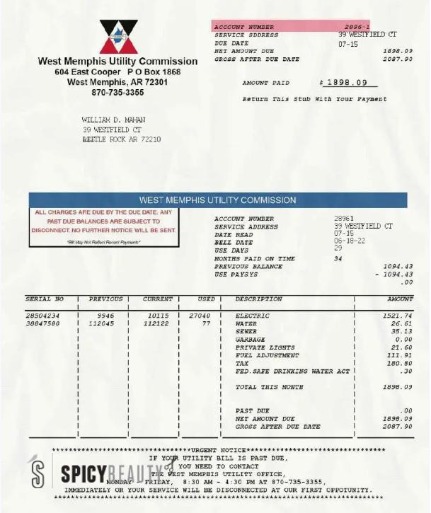 West Memphis Utility Commission
604 East Cooper P O Box 1868
West Memphis, AR 72301
870-735-3355
ACCOUNT NUMBER 2896-1
SERVICE DDRESS 39 WESTFIELD CT
DUE DATE 07-15
NET AMOUNT DUE 1898.09
GROSS AFTER DUE DATE 2087.90
AMOUNT PAID $ 1898.09
Return This Stub With Your Payment
WILLIAM D. MAHAN
39 WESTFIELD CT
BEETLE ROCK AR 72210
WEST MEMPHIS UTILITY COMMISSION
ALL CHARGES ARE DUE BY THE DUE DATE. ANY
PAST DUE BALANCES ARE SUBJECT TO
DISCONNECT. NO FURTHER NOTICE WILL BE SENT
"Bill May Not Reflect Recent Payments"
ACCOUNT NUMBER 28961
SERVICE ADDRESS 39 WESTFIELD CT
DATE READ 07-15
BELL DATE 06-18-22
USE DAYS 29
MONTHS PAID ON TIME 34
PREVIOUS BALANCE 1094.43
USE PAYSYS - 1094.43
.00
SERIAL NO PREVIOUS CURRENT USED DESCRIPTION AMOUNT
28504234 9946 10119 27040 ELECTRIC 1521.74
38047580 112045 112122 77 WATER 26.61
SEWER 35.13
GARBAGE 0.00
PRIVATE LIGHTS 21.60
FUEL ADJUSTMENT 111.91
TAX 180.80
FED.SAFE DRINKING WATER ACT .30
TOTAL THIS MONTH 1898.09
PAST DUE .00
NET AMOUNT DUE 1898.09
GROSS AFTER DUE DATE 2087.90
URGENT NOTICE
IF YOUR UTILITY BILL IS PAST DUE,
YOU NEED TO CONTACT
THE WEST MEMPHIS UTILITY OFFICE,
MONDAY - FRIDAY, 8:30 AM - 4:30 PM AT 870-735-3355,
IMMEDIATELY OR YOUR SERVICE WILL BE DISCONNECTED AT OUR FIRST OPPOTUNITY.
SPICYBEAUTY